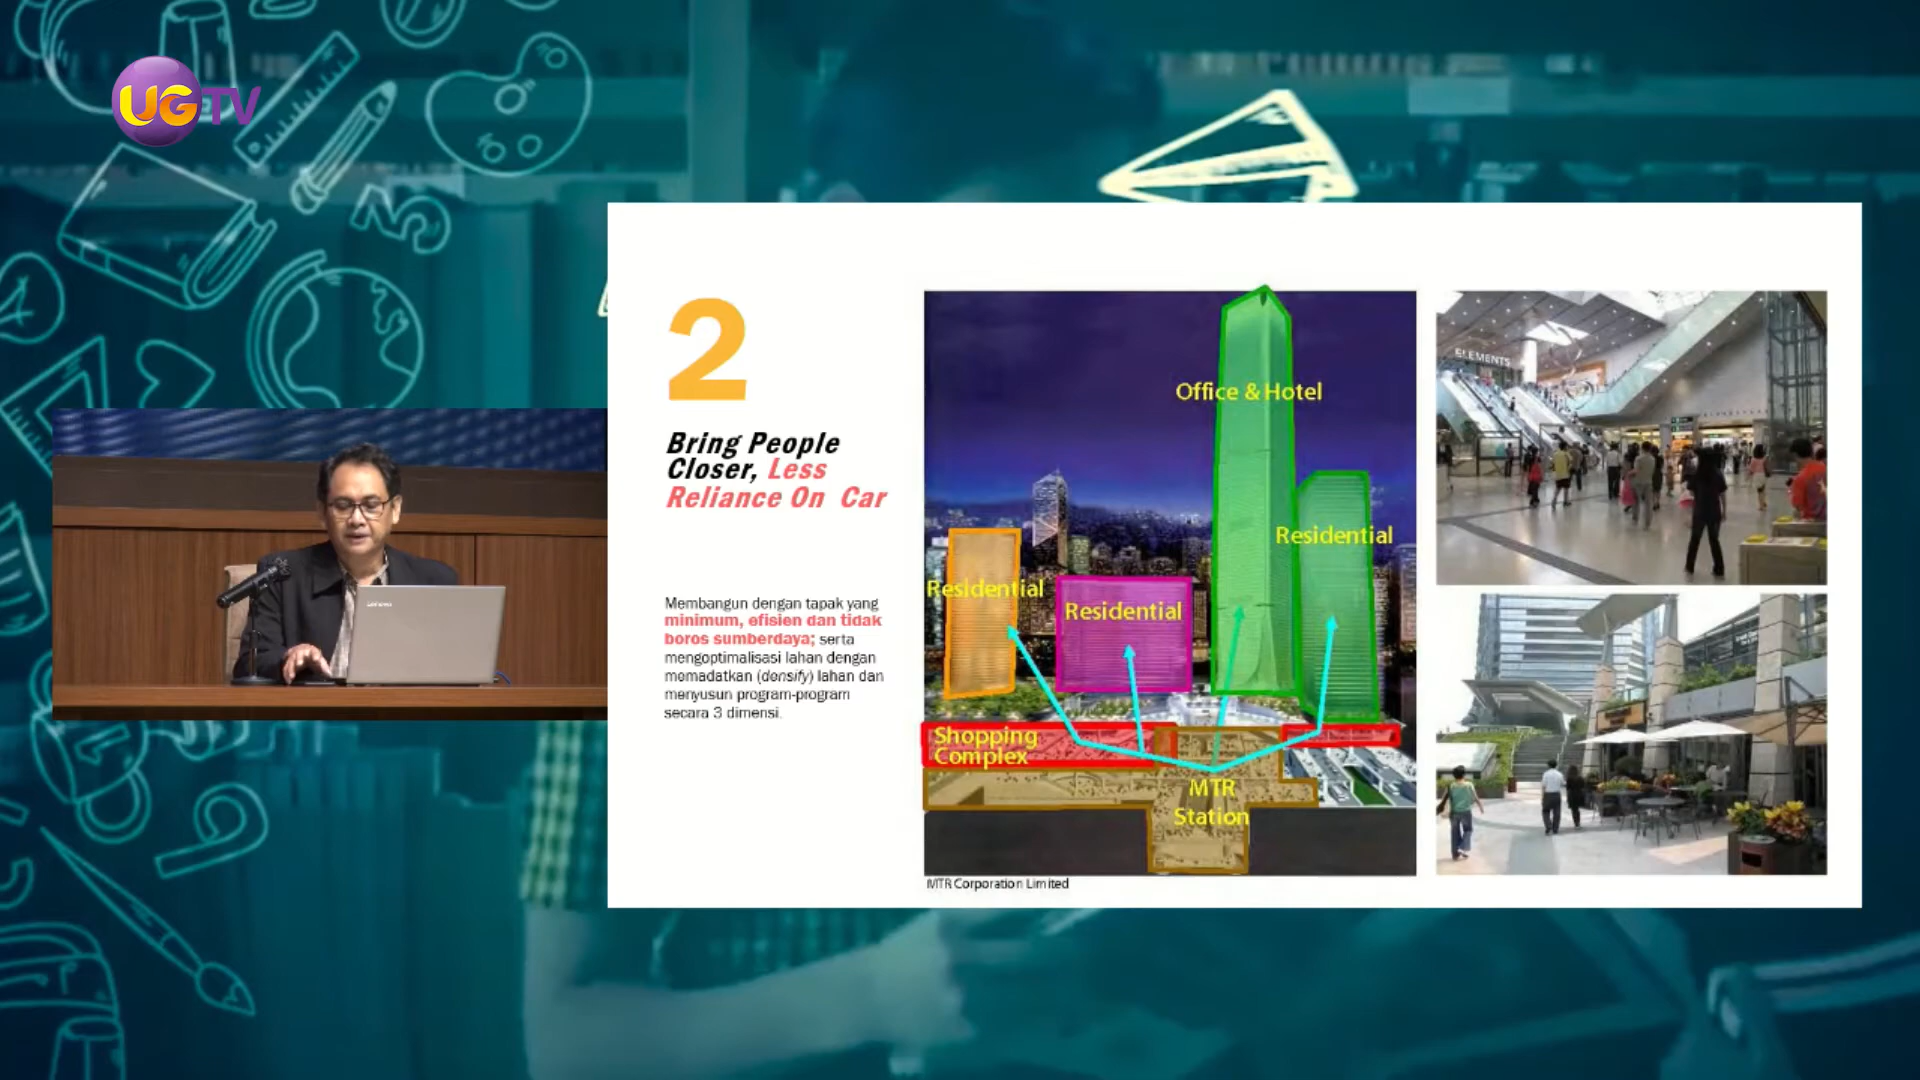 UGTV
2
Bring People
Closer, Less
Reliance On Car
Membangun dengan tapak yang
minimum, efisien dan tidak
boros sumberdaya; serta
mengoptimalisasi lahan dengan
memadatkan (densify) lahan dan
menyusun program-program
secara 3 dimensi.
Office & Hotel
Residential
Residential
Residential
Shopping
Complex
MTR
Station
MTR Corporation Limited
ELEMENTS
Lenovo